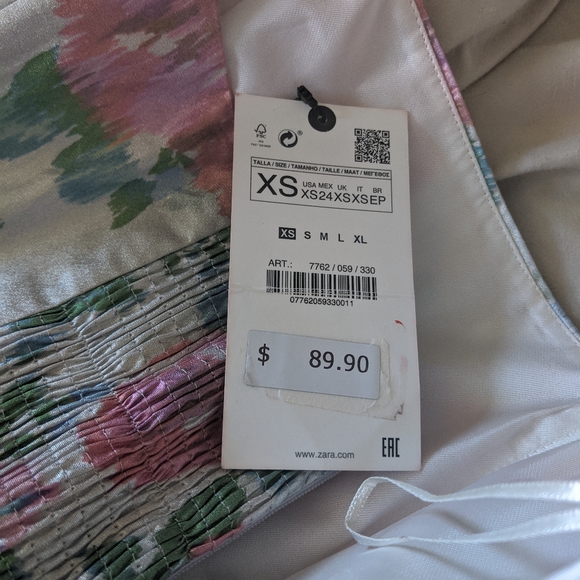 FSC
TALLA / SIZE / TAMANHO / TAILLE / MAAT / ΜΕΓΕΘΟΣ
XS
USA MEX UK IT BR
XS 24 XS XS EP
XS S M L XL
ART.: 7762 / 059 / 330
07762059330011
$ 89.90
www.zara.com
EAC